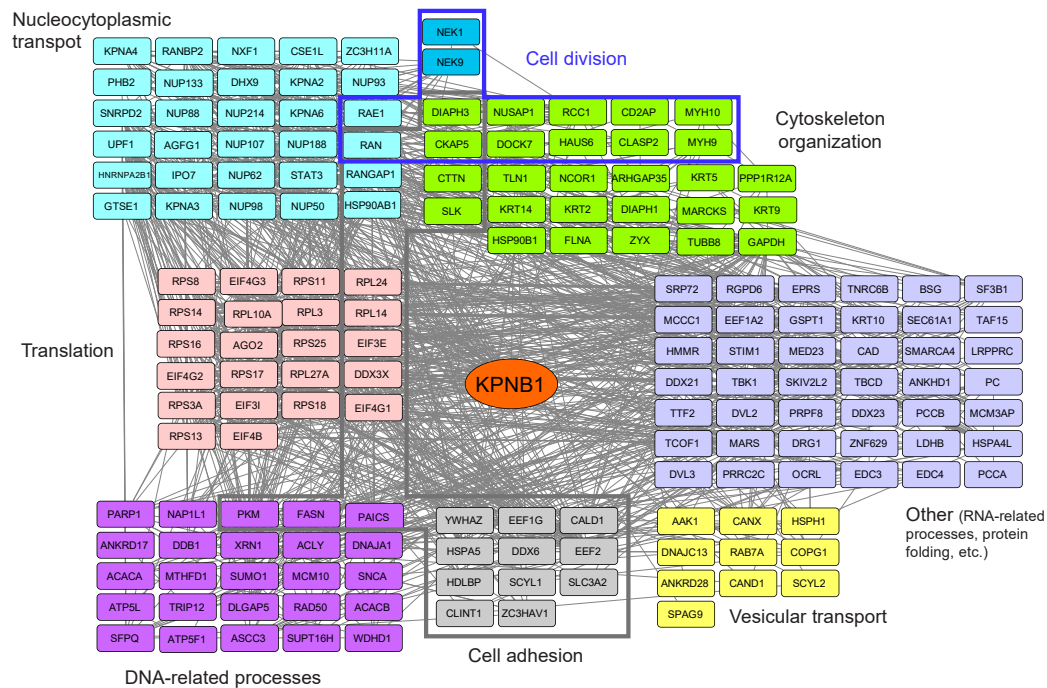 Nucleocytoplasmic
transpot
KPNA4 RANBP2 NXF1 CSE1L ZC3H11A
PHB2 NUP133 DHX9 KPNA2 NUP93
SNRPD2 NUP88 NUP214 KPNA6 RAE1
UPF1 AGFG1 NUP107 NUP188 RAN
HNRNPA2B1 IPO7 NUP62 STAT3 RANGAP1
GTSE1 KPNA3 NUP98 NUP50 HSP90AB1
NEK1
NEK9
Cell division
DIAPH3 NUSAP1 RCC1 CD2AP MYH10
CKAP5 DOCK7 HAUS6 CLASP2 MYH9
CTTN TLN1 NCOR1 ARHGAP35 KRT5 PPP1R12A
SLK KRT14 KRT2 DIAPH1 MARCKS KRT9
HSP90B1 FLNA ZYX TUBB8 GAPDH
Cytoskeleton
organization
Translation
RPS8 EIF4G3 RPS11 RPL24
RPS14 RPL10A RPL3 RPL14
RPS16 AGO2 RPS25 EIF3E
EIF4G2 RPS17 RPL27A DDX3X
RPS3A EIF3I RPS18 EIF4G1
RPS13 EIF4B
KPNB1
SRP72 RGPD6 EPRS TNRC6B BSG SF3B1
MCCC1 EEF1A2 GSPT1 KRT10 SEC61A1 TAF15
HMMR STIM1 MED23 CAD SMARCA4 LRPPRC
DDX21 TBK1 SKIV2L2 TBCD ANKHD1 PC
TTF2 DVL2 PRPF8 DDX23 PCCB MCM3AP
TCOF1 MARS DRG1 ZNF629 LDHB HSPA4L
DVL3 PRRC2C OCRL EDC3 EDC4 PCCA
Other (RNA-related
processes, protein
folding, etc.)
PARP1 NAP1L1 PKM FASN PAICS
ANKRD17 DDB1 XRN1 ACLY DNAJA1
ACACA MTHFD1 SUMO1 MCM10 SNCA
ATP5L TRIP12 DLGAP5 RAD50 ACACB
SFPQ ATP5F1 ASCC3 SUPT16H WDHD1
DNA-related processes
YWHAZ EEF1G CALD1
HSPA5 DDX6 EEF2
HDLBP SCYL1 SLC3A2
CLINT1 ZC3HAV1
Cell adhesion
AAK1 CANX HSPH1
DNAJC13 RAB7A COPG1
ANKRD28 CAND1 SCYL2
SPAG9
Vesicular transport